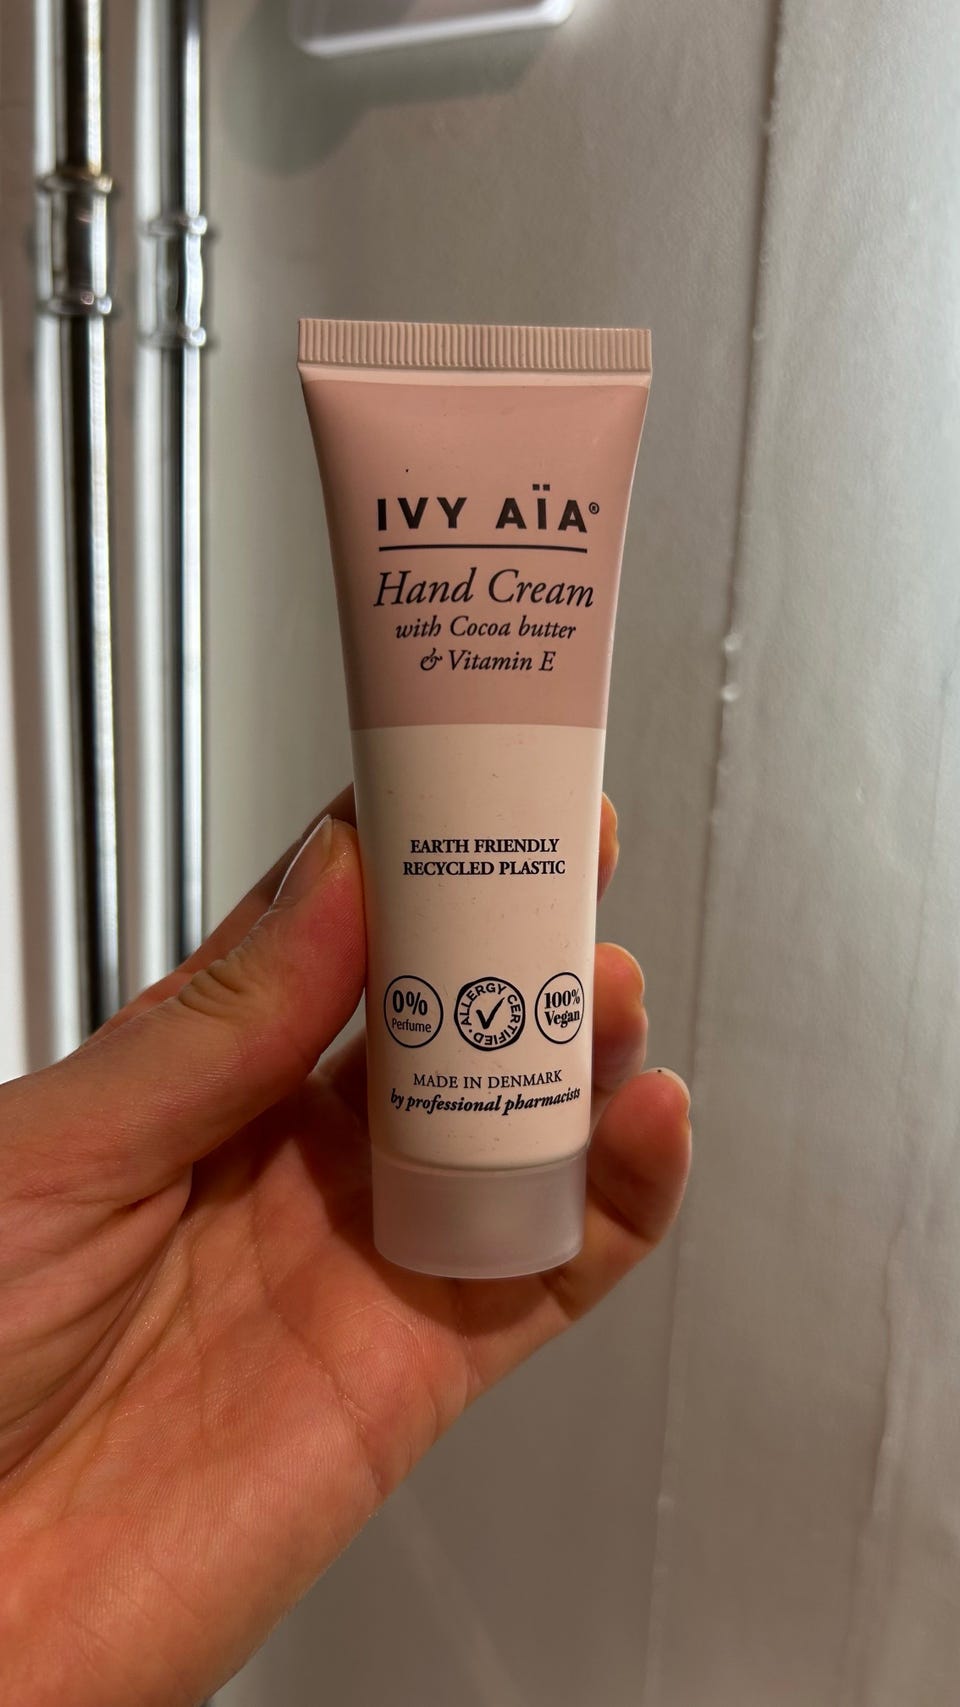 IVY AÏA®
Hand Cream
with Cocoa butter
& Vitamin E
EARTH FRIENDLY
RECYCLED PLASTIC
0%
Perfume
ALLERGY CERTIFIED
100%
Vegan
MADE IN DENMARK
by professional pharmacists